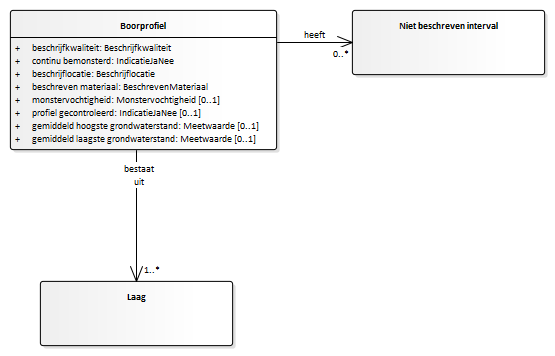 Boorprofiel
+ beschrijfkwaliteit: Beschrijfkwaliteit
+ continu bemonsterd: IndicatieJaNee
+ beschrijflocatie: Beschrijflocatie
+ beschreven materiaal: BeschrevenMateriaal
+ monstervochtigheid: Monstervochtigheid [0..1]
+ profiel gecontroleerd: IndicatieJaNee [0..1]
+ gemiddeld hoogste grondwaterstand: Meetwaarde [0..1]
+ gemiddeld laagste grondwaterstand: Meetwaarde [0..1]
heeft
0..*
Niet beschreven interval
bestaat
uit
1..*
Laag